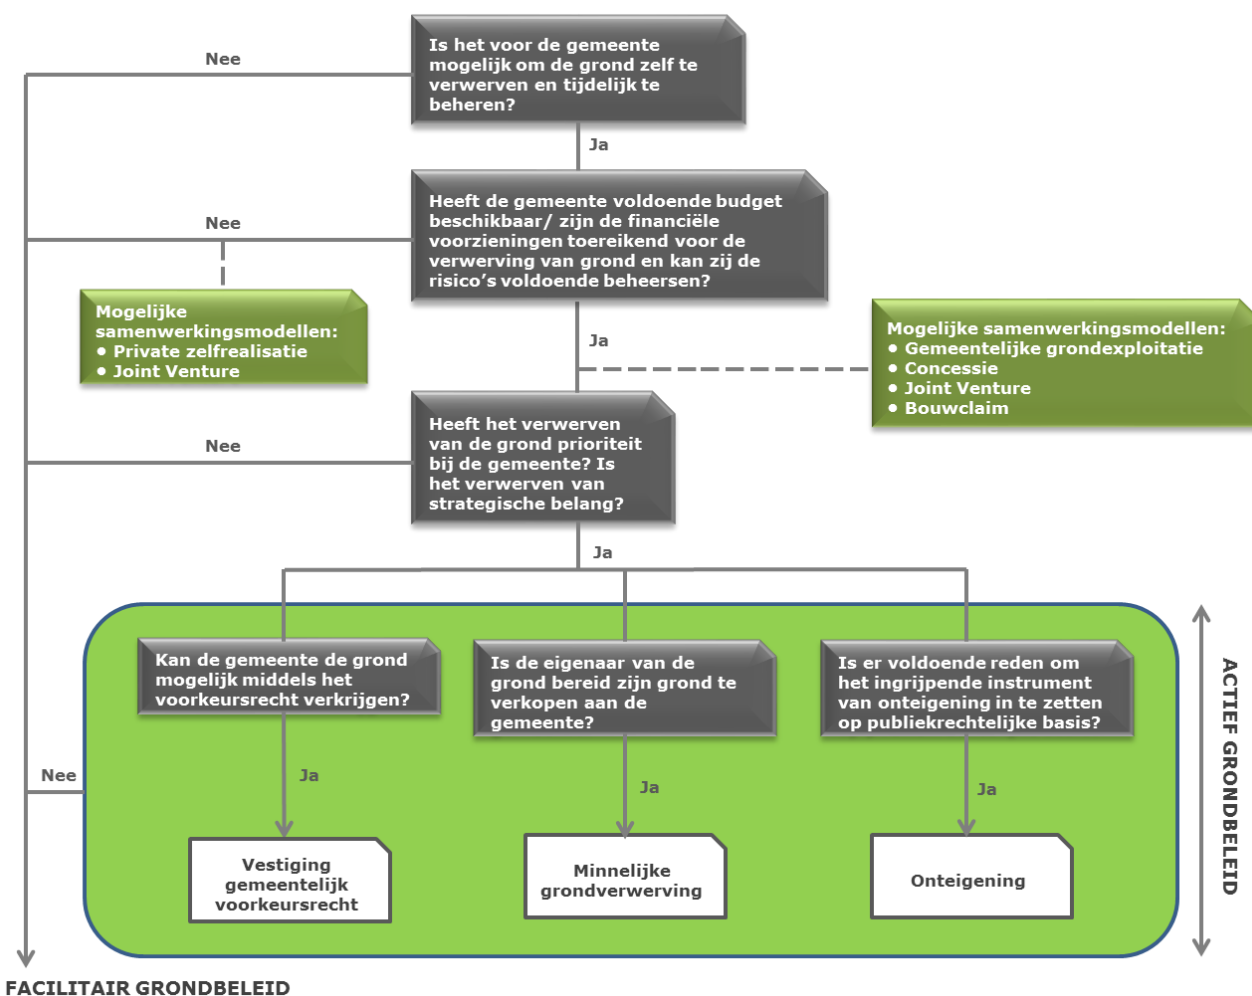 Is het voor de gemeente
mogelijk om de grond zelf te
verwerven en tijdelijk te
beheren?
Nee
Ja
Heeft de gemeente voldoende budget
beschikbaar/ zijn de financiële
voorzieningen toereikend voor de
verwerving van grond en kan zij de
risico's voldoende beheersen?
Nee
Mogelijke
samenwerkingsmodellen:
● Private zelfrealisatie
● Joint Venture
Ja
Mogelijke samenwerkingsmodellen:
● Gemeentelijke grondexploitatie
● Concessie
● Joint Venture
● Bouwclaim
Heeft het verwerven
van de grond prioriteit
bij de gemeente? Is
het verwerven van
strategische belang?
Nee
Ja
Kan de gemeente de grond
mogelijk middels het
voorkeursrecht verkrijgen?
Is de eigenaar van de
grond bereid zijn grond te
verkopen aan de
gemeente?
Is er voldoende reden om
het ingrijpende instrument
van onteigening in te zetten
op publiekrechtelijke basis?
Nee
Ja
Ja
Ja
Vestiging
gemeentelijk
voorkeursrecht
Minnelijke
grondverwerving
Onteigening
ACTIEF GRONDBELEID
FACILITAIR GRONDBELEID